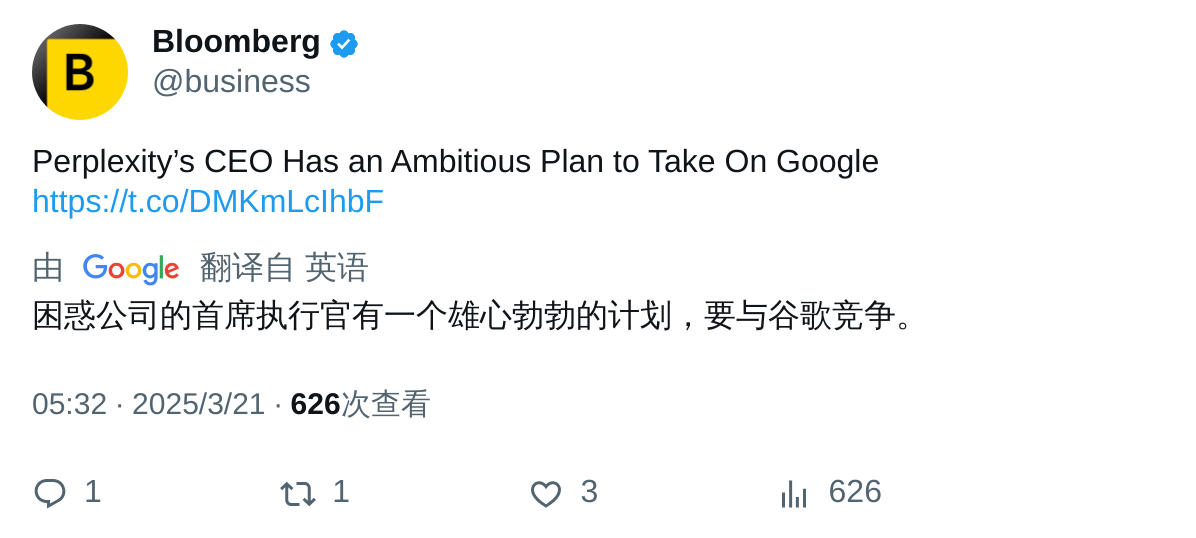 B
Bloomberg
@business
Perplexity’s CEO Has an Ambitious Plan to Take On Google
https://t.co/DMKmLcIhbF
由 Google 翻译自 英语
困惑公司的首席执行官有一个雄心勃勃的计划，要与谷歌竞争。
05:32 · 2025/3/21 · 626次查看
1 1 3 626